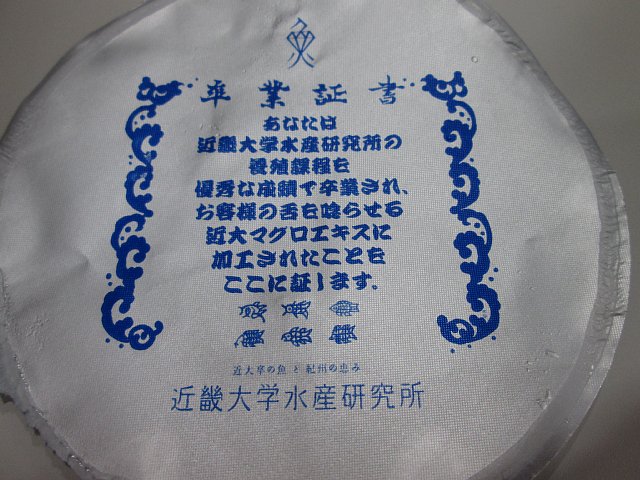 卒業証書
あなたは
近畿大学水産研究所の
養殖課程を
優秀な成績で卒業され、
お客様の舌を唸らせる
近大マグロエキスに
加工されたことを
ここに証します.
近大卒の魚と紀州の恵み
近畿大学水産研究所